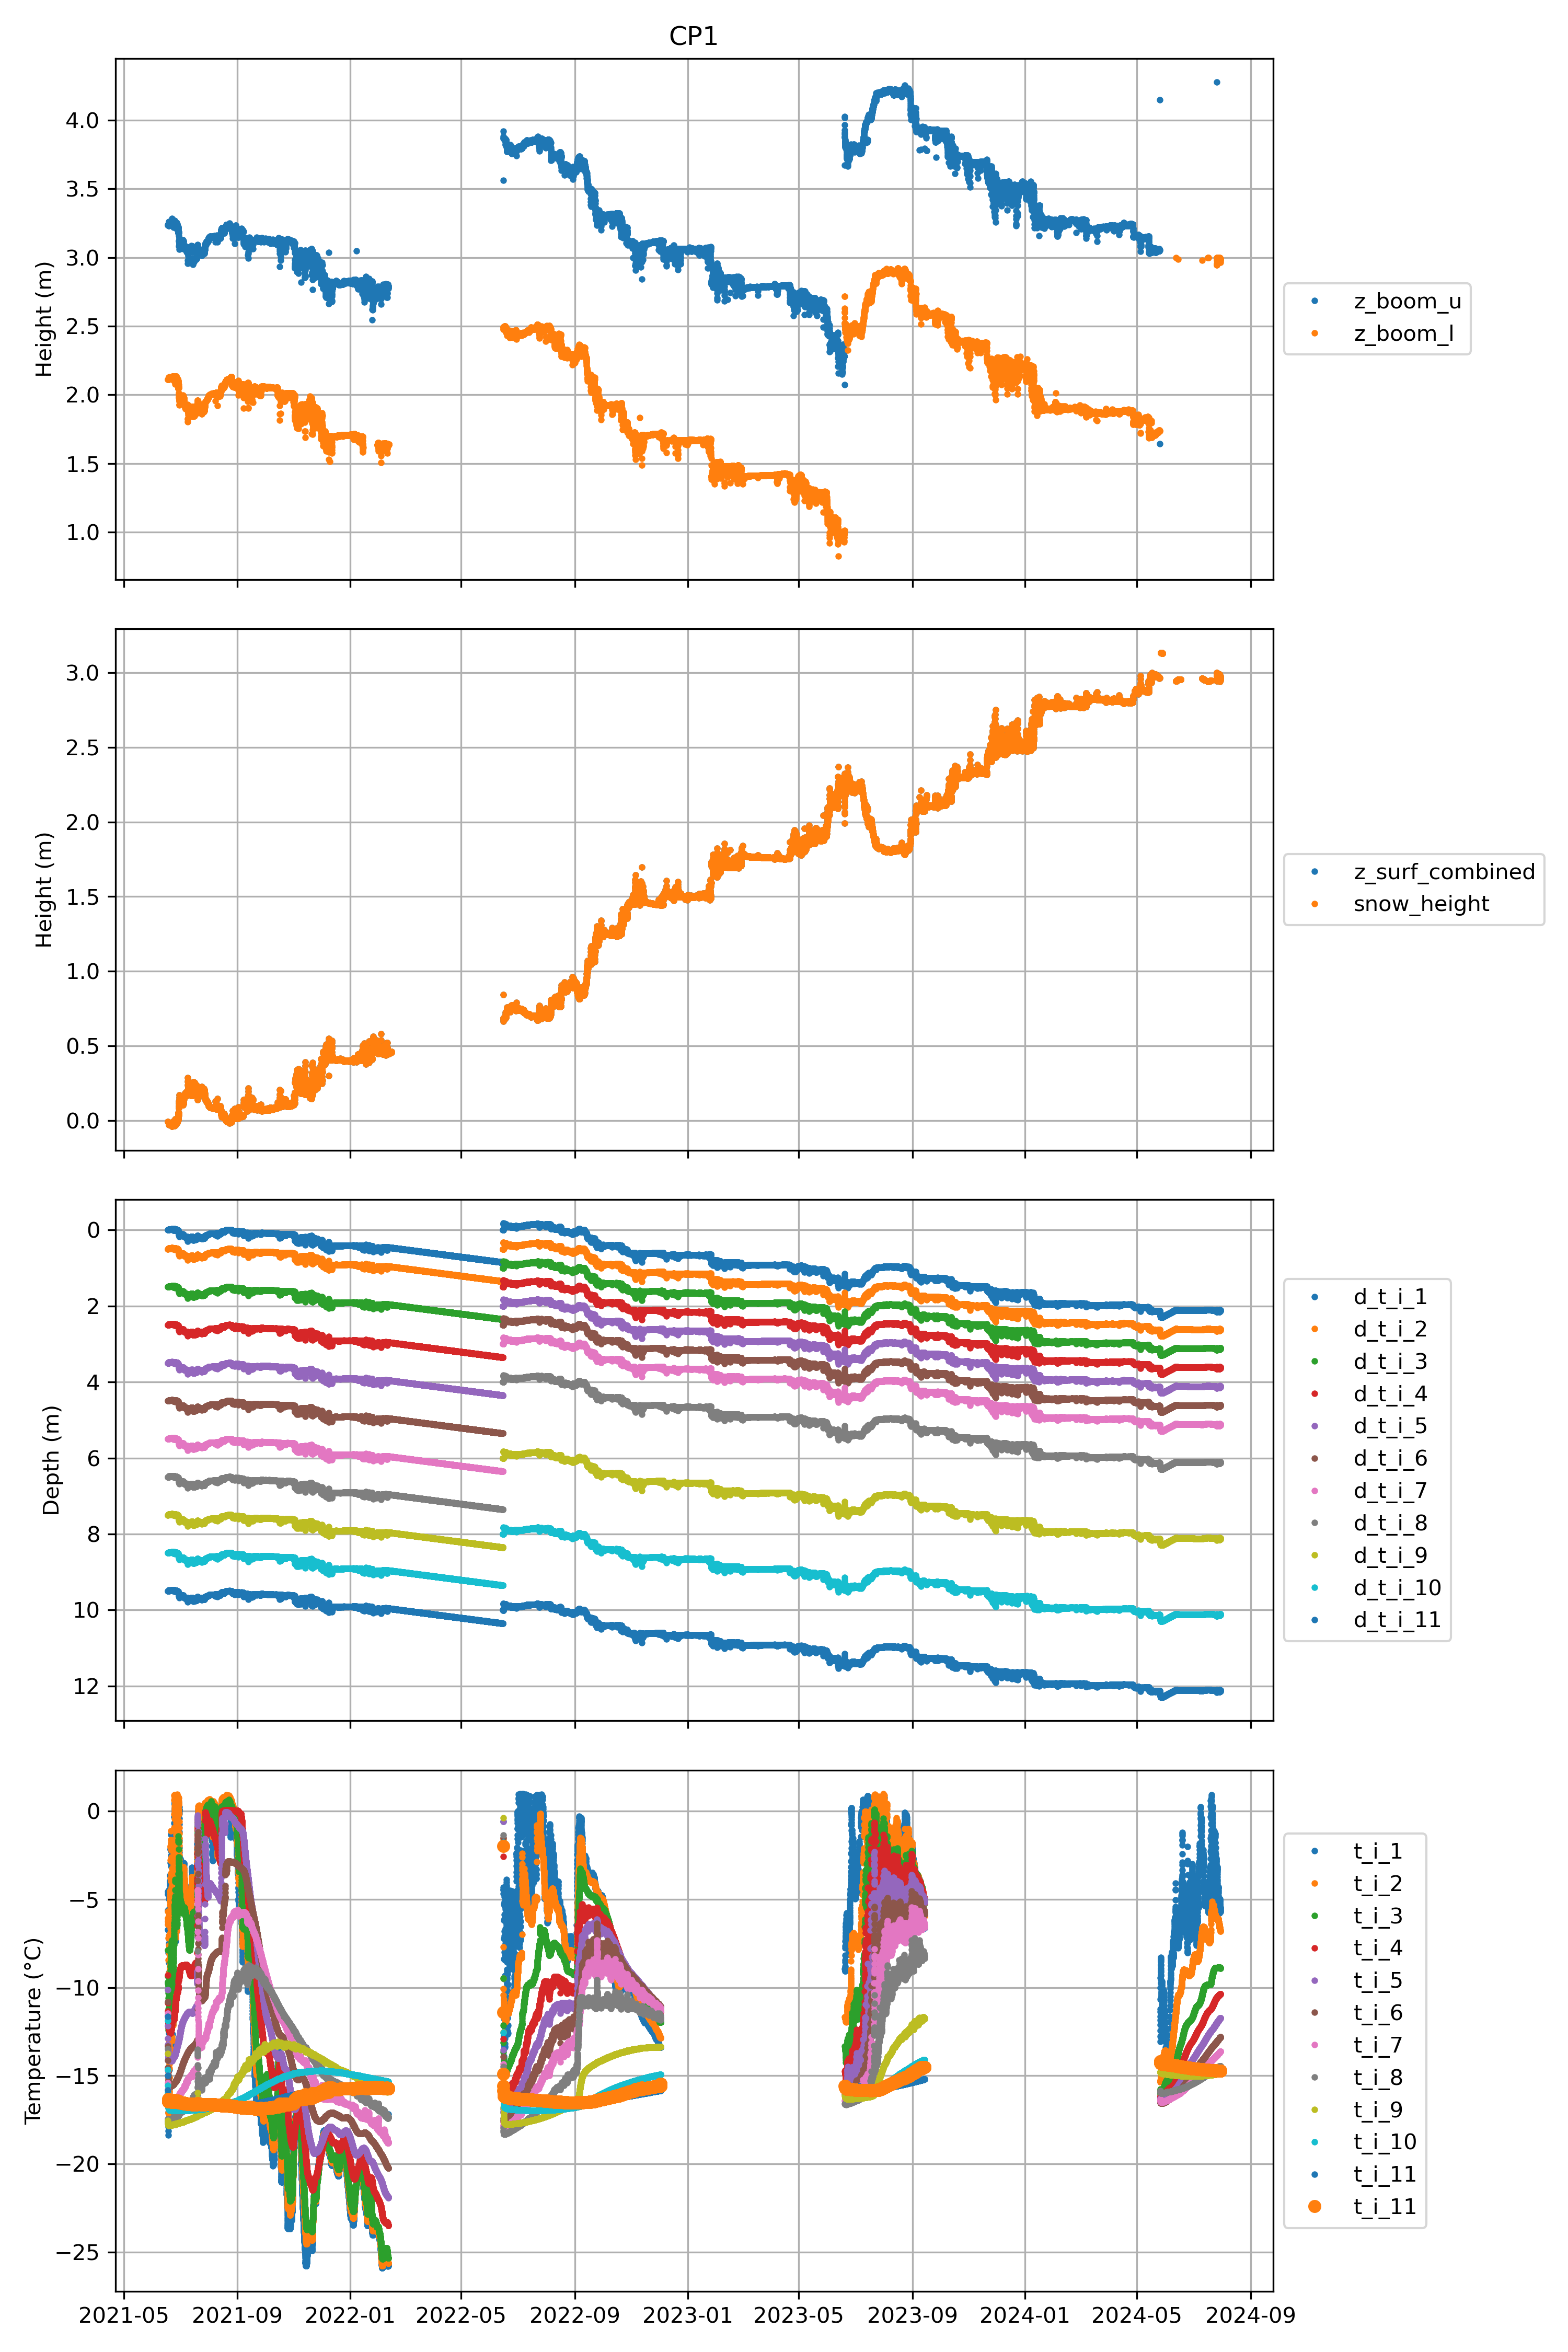 CP1
4.0
3.5
3.0
2.5
2.0
1.5
1.0
Height (m)
z_boom_u
z_boom_l
3.0
2.5
2.0
1.5
1.0
0.5
0.0
Height (m)
z_surf_combined
snow_height
0
2
4
6
8
10
12
Depth (m)
d_t_i_1
d_t_i_2
d_t_i_3
d_t_i_4
d_t_i_5
d_t_i_6
d_t_i_7
d_t_i_8
d_t_i_9
d_t_i_10
d_t_i_11
0
−5
−10
−15
−20
−25
Temperature (°C)
t_i_1
t_i_2
t_i_3
t_i_4
t_i_5
t_i_6
t_i_7
t_i_8
t_i_9
t_i_10
t_i_11
t_i_11
2021-05 2021-09 2022-01 2022-05 2022-09 2023-01 2023-05 2023-09 2024-01 2024-05 2024-09